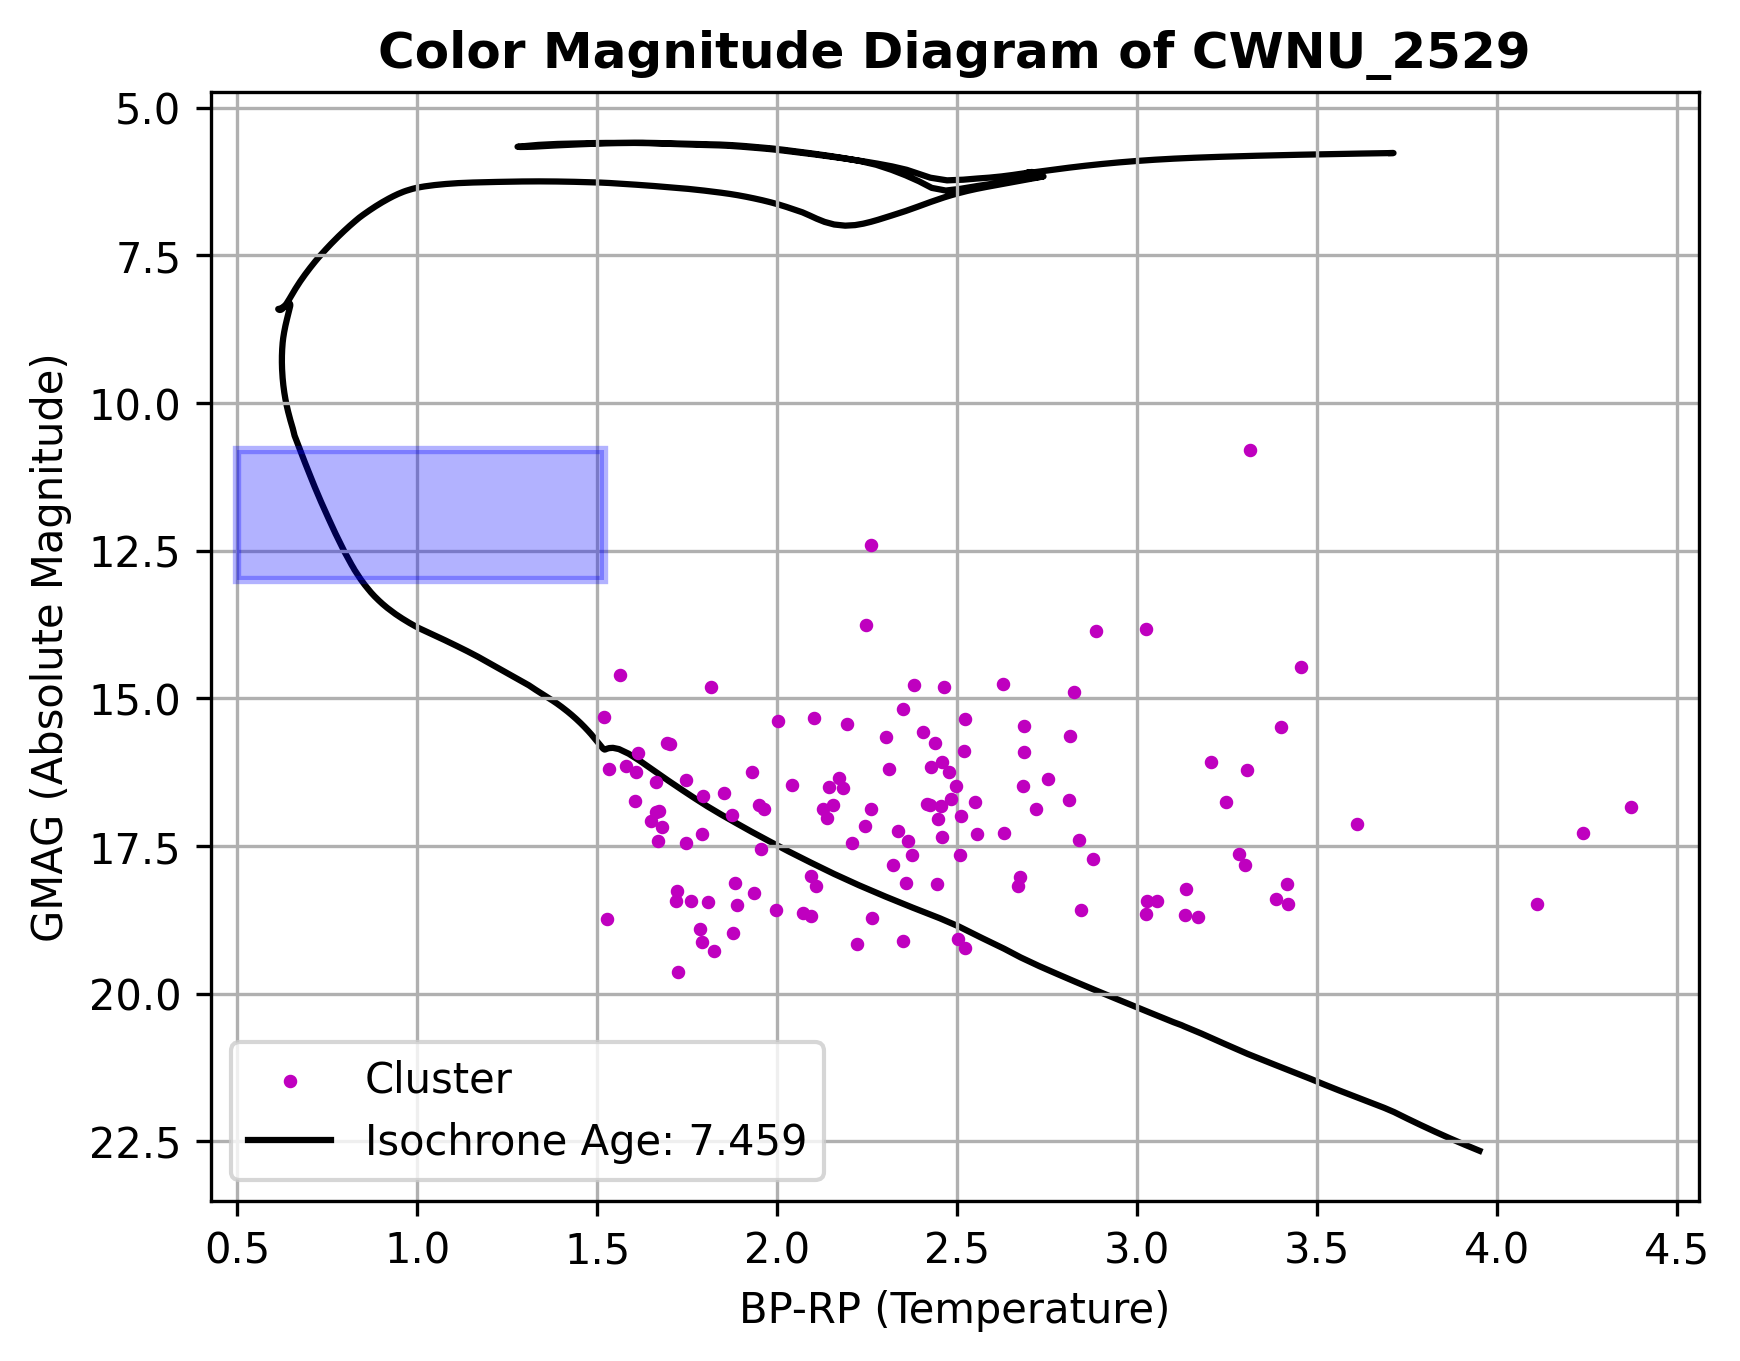 Color Magnitude Diagram of CWNU_2529
GMAG (Absolute Magnitude)
5.0
7.5
10.0
12.5
15.0
17.5
20.0
22.5
Cluster
Isochrone Age: 7.459
0.5 1.0 1.5 2.0 2.5 3.0 3.5 4.0 4.5
BP-RP (Temperature)